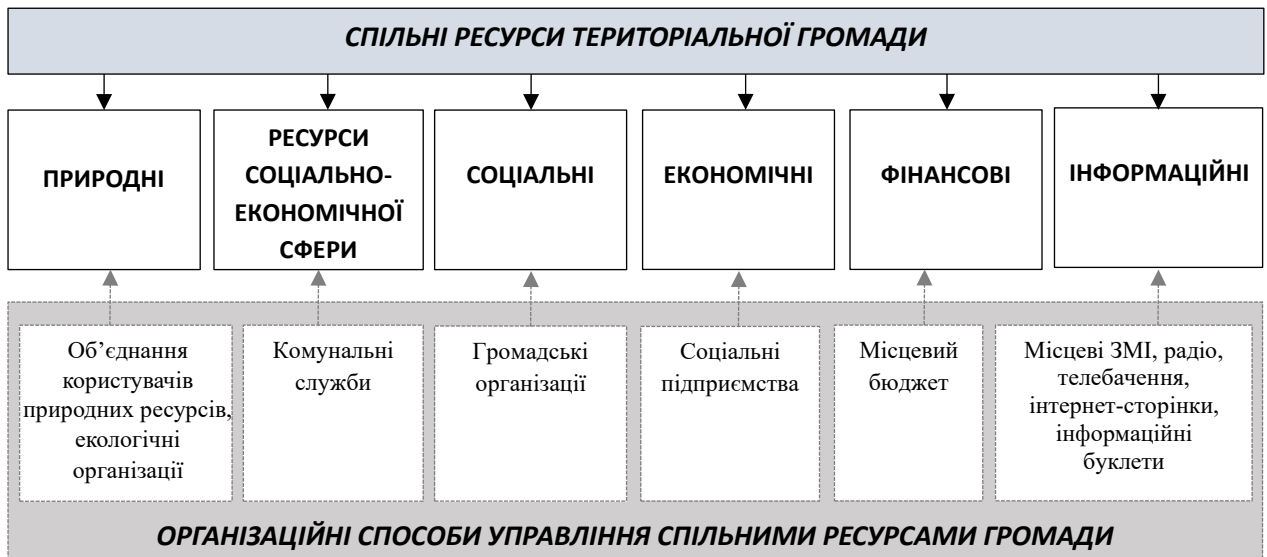 СПІЛЬНІ РЕСУРСИ ТЕРИТОРІАЛЬНОЇ ГРОМАДИ
ПРИРОДНІ
РЕСУРСИ
СОЦІАЛЬНО-
ЕКОНОМІЧНОЇ
СФЕРИ
СОЦІАЛЬНІ
ЕКОНОМІЧНІ
ФІНАНСОВІ
ІНФОРМАЦІЙНІ
Об’єднання
користувачів
природних ресурсів,
екологічні
організації
Комунальні
служби
Громадські
організації
Соціальні
підприємства
Місцевий
бюджет
Місцеві ЗМІ, радіо,
телебачення,
інтернет-сторінки,
інформаційні
буклети
ОРГАНІЗАЦІЙНІ СПОСОБИ УПРАВЛІННЯ СПІЛЬНИМИ РЕСУРСАМИ ГРОМАДИ